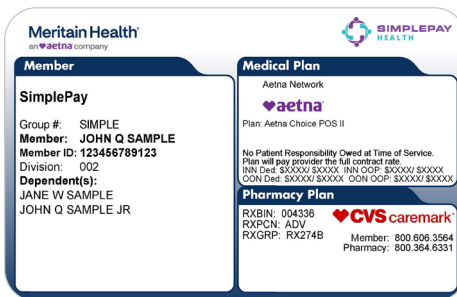 Meritain Health®
an aetna company
SIMPLEPAY
HEALTH
Member
SimplePay
Group #: SIMPLE
Member: JOHN Q SAMPLE
Member ID: 123456789123
Division: 002
Dependent(s):
JANE W SAMPLE
JOHN Q SAMPLE JR
Medical Plan
Aetna Network
aetna
Plan: Aetna Choice POS II
No Patient Responsibility Owed at Time of Service.
Plan will pay provider the full contract rate.
INN Ded: $XXXX/ $XXXX INN OOP: $XXXX/ $XXXX
OON Ded: $XXXX/ $XXXX OON OOP: $XXXX/ $XXXX
Pharmacy Plan
RXBIN: 004336
RXPCN: ADV
RXGRP: RX274B
CVS caremark
Member: 800.606.3564
Pharmacy: 800.364.6331